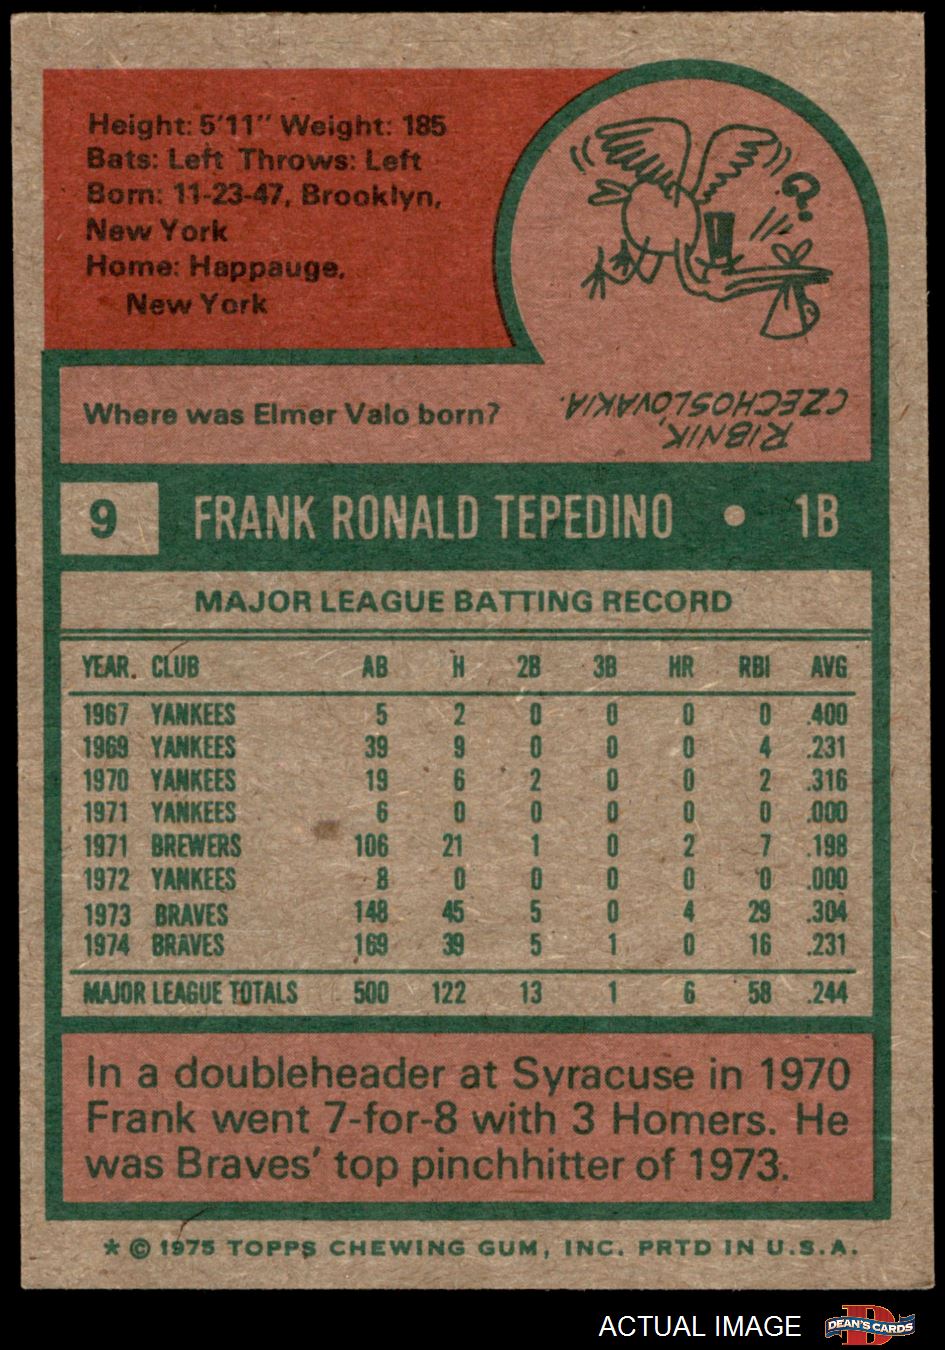 Height: 5'11" Weight: 185
Bats: Left Throws: Left
Born: 11-23-47, Brooklyn,
New York
Home: Happauge,
New York
?
Where was Elmer Valo born?
RIBNIK,
CZECHOSLOVAKIA.
9 FRANK RONALD TEPEDINO • 1B
MAJOR LEAGUE BATTING RECORD
YEAR. CLUB AB H 2B 3B HR RBI AVG
1967 YANKEES 5 2 0 0 0 0 .400
1969 YANKEES 39 9 0 0 0 4 .231
1970 YANKEES 19 6 2 0 0 2 .316
1971 YANKEES 6 0 0 0 0 0 .000
1971 BREWERS 106 21 1 0 2 7 .198
1972 YANKEES 8 0 0 0 0 0 .000
1973 BRAVES 148 45 5 0 4 29 .304
1974 BRAVES 169 39 5 1 0 16 .231
MAJOR LEAGUE TOTALS 500 122 13 1 6 58 .244
In a doubleheader at Syracuse in 1970
Frank went 7-for-8 with 3 Homers. He
was Braves' top pinchhitter of 1973.
* © 1975 TOPPS CHEWING GUM, INC. PRTD IN U.S.A.
ACTUAL IMAGE
D
DEAN'S CARDS